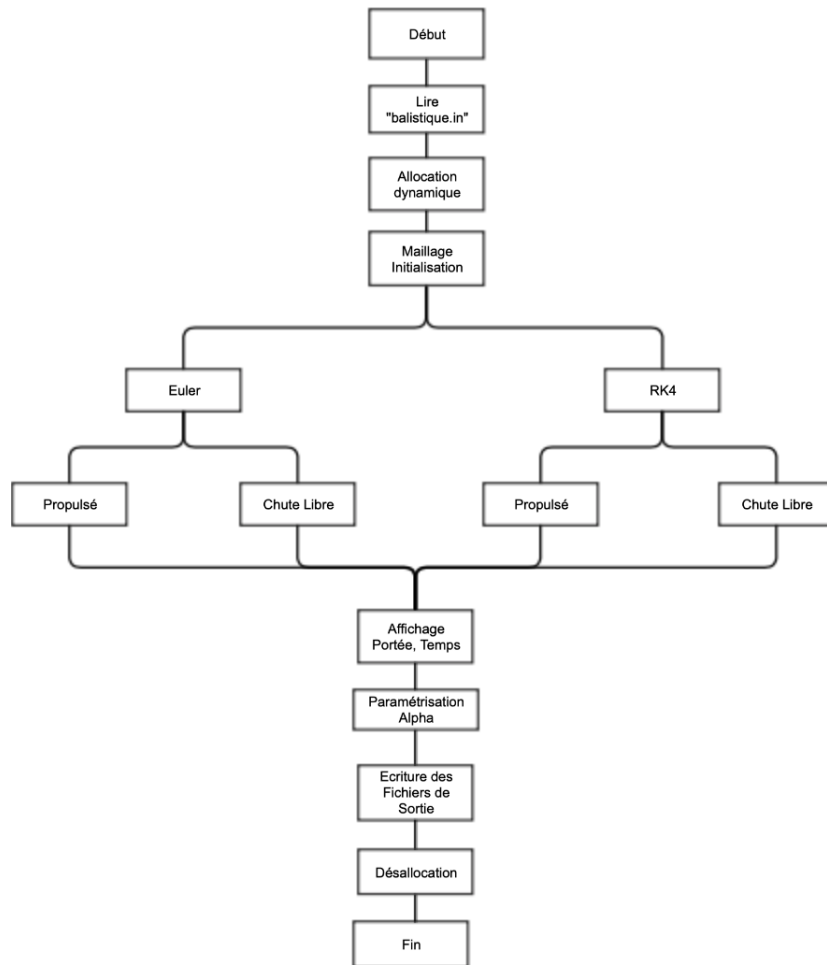 Début
Lire
"balistique.in"
Allocation
dynamique
Maillage
Initialisation
Euler
RK4
Propulsé
Chute Libre
Propulsé
Chute Libre
Affichage
Portée, Temps
Paramétrisation
Alpha
Ecriture des
Fichiers de
Sortie
Désallocation
Fin